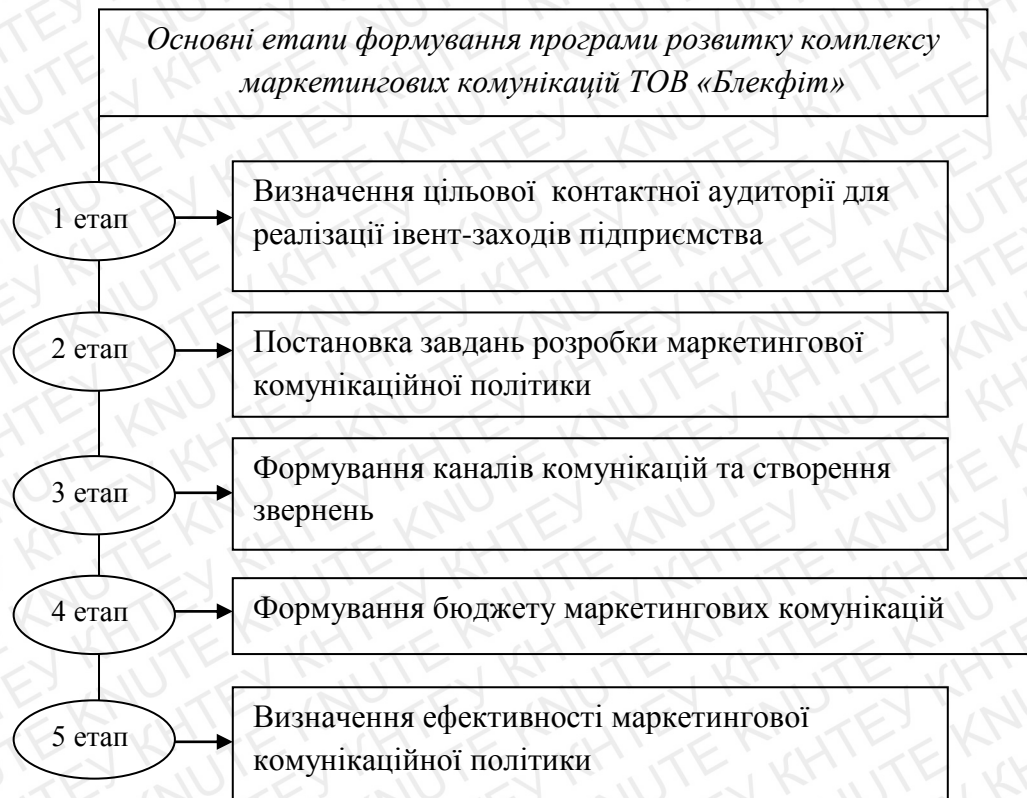 Основні етапи формування програми розвитку комплексу
маркетингових комунікацій ТОВ «Блекфіт»
1 етап
Визначення цільової контактної аудиторії для
реалізації івент-заходів підприємства
2 етап
Постановка завдань розробки маркетингової
комунікаційної політики
3 етап
Формування каналів комунікацій та створення
звернень
4 етап
Формування бюджету маркетингових комунікацій
5 етап
Визначення ефективності маркетингової
комунікаційної політики